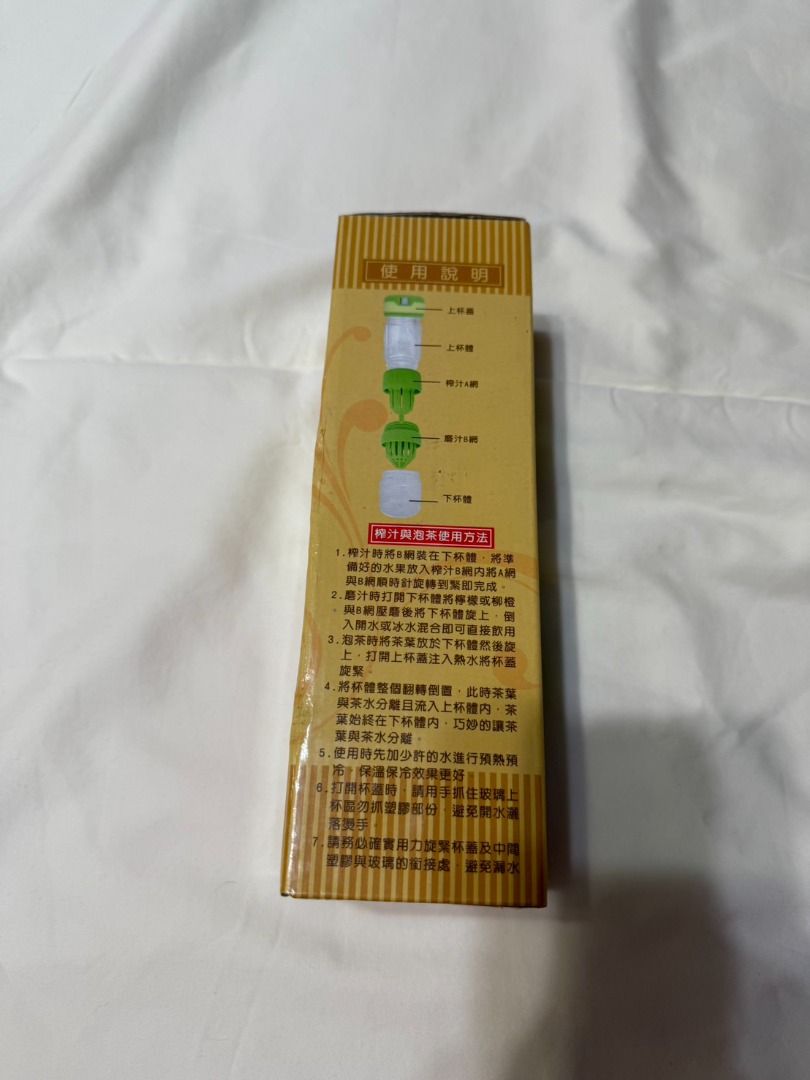 使用說明
上杯蓋
上杯體
榨汁A網
磨汁B網
下杯體
榨汁與泡茶使用方法
1.榨汁時將B網裝在下杯體，將準
備好的水果放入榨汁B網內將A網
與B網順時針旋轉到緊即完成。
2.磨汁時打開下杯體將檸檬或柳橙
，與B網壓磨後將下杯體旋上，倒
入開水或冰水混合即可直接飲用
3.泡茶時將茶葉放於下杯體然後旋
上，打開上杯蓋注入熱水將杯蓋
旋緊。
4.將杯體整個翻轉倒置，此時茶葉
與茶水分離且流入上杯體內，茶
葉始終在下杯體內，巧妙的讓茶
葉與茶水分離。
5.使用時先加少許的水進行預熱預
冷，保溫保冷效果更好
6.打開杯蓋時，請用手抓住玻璃上
杯區勿抓塑膠部份，避免開水灑
落燙手
7.請務必確實用力旋緊杯蓋及中間
塑膠與玻璃的銜接處，避免漏水